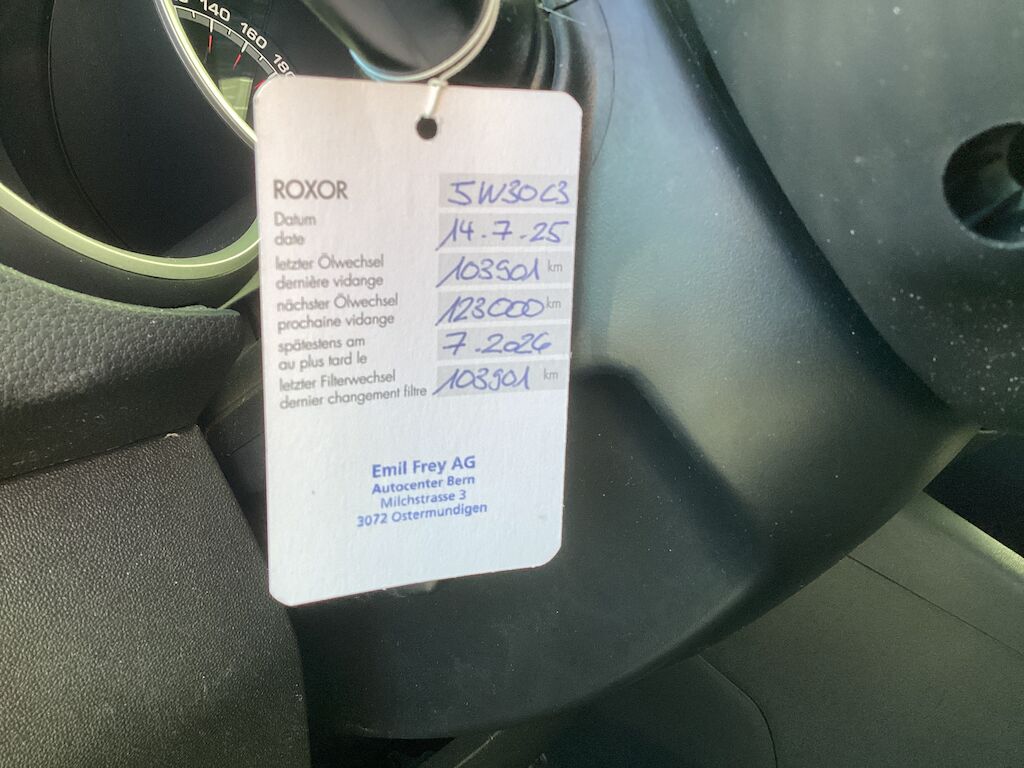 140
160
180
ROXOR 5W30C3
Datum
date 14.7.25
letzter Ölwechsel
dernière vidange 103901 km
nächster Ölwechsel
prochaine vidange 123000 km
spätestens am
au plus tard le 7.2026
letzter Filterwechsel
dernier changement filtre 103901 km
Emil Frey AG
Autocenter Bern
Milchstrasse 3
3072 Ostermundigen